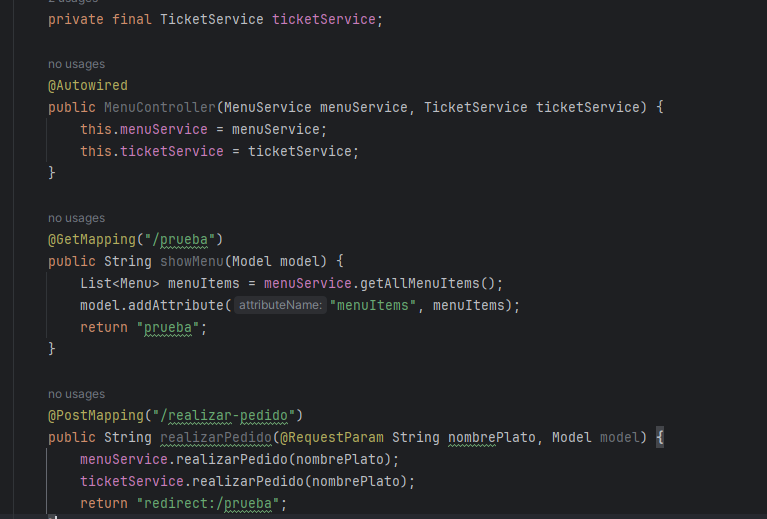 2 usages
private final TicketService ticketService;
no usages
@Autowired
public MenuController(MenuService menuService, TicketService ticketService) {
    this.menuService = menuService;
    this.ticketService = ticketService;
}
no usages
@GetMapping("/prueba")
public String showMenu(Model model) {
    List<Menu> menuItems = menuService.getAllMenuItems();
    model.addAttribute( attributeName: "menuItems", menuItems);
    return "prueba";
}
no usages
@PostMapping("/realizar-pedido")
public String realizarPedido(@RequestParam String nombrePlato, Model model) {
    menuService.realizarPedido(nombrePlato);
    ticketService.realizarPedido(nombrePlato);
    return "redirect:/prueba";
}